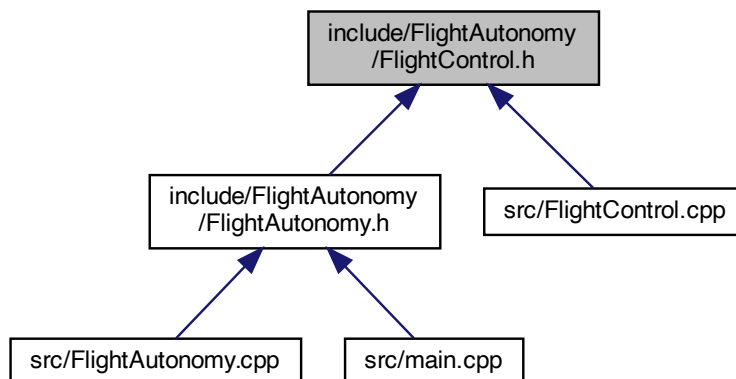 include/FlightAutonomy
/FlightControl.h
include/FlightAutonomy
/FlightAutonomy.h
src/FlightControl.cpp
src/FlightAutonomy.cpp
src/main.cpp